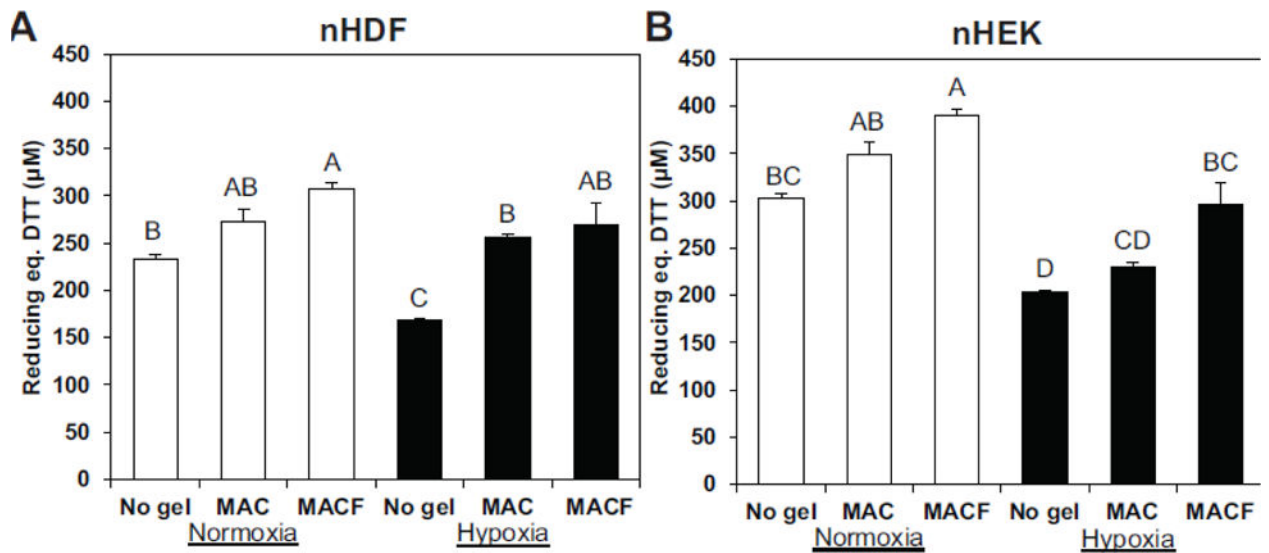 A
nHDF
Reducing eq. DTT (µM)
450
400
350
300
250
200
150
100
50
0
B
AB
A
C
B
AB
No gel MAC MACF No gel MAC MACF
Normoxia Hypoxia
B
nHEK
Reducing eq. DTT (µM)
450
400
350
300
250
200
150
100
50
0
BC
AB
A
D
CD
BC
No gel MAC MACF No gel MAC MACF
Normoxia Hypoxia